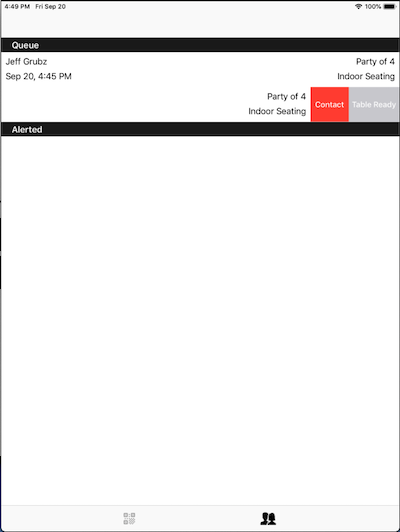 4:49 PM Fri Sep 20 100%
Queue
Jeff Grubz Party of 4
Sep 20, 4:45 PM Indoor Seating
Party of 4
Indoor Seating
Contact Table Ready
Alerted